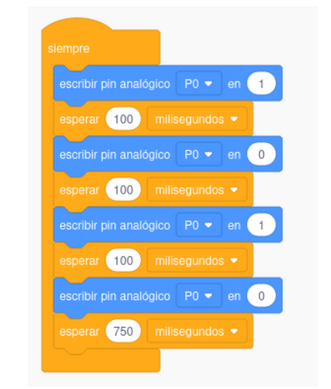 siempre
escribir pin analógico P0 en 1
esperar 100 milisegundos
escribir pin analógico P0 en 0
esperar 100 milisegundos
escribir pin analógico P0 en 1
esperar 100 milisegundos
escribir pin analógico P0 en 0
esperar 750 milisegundos